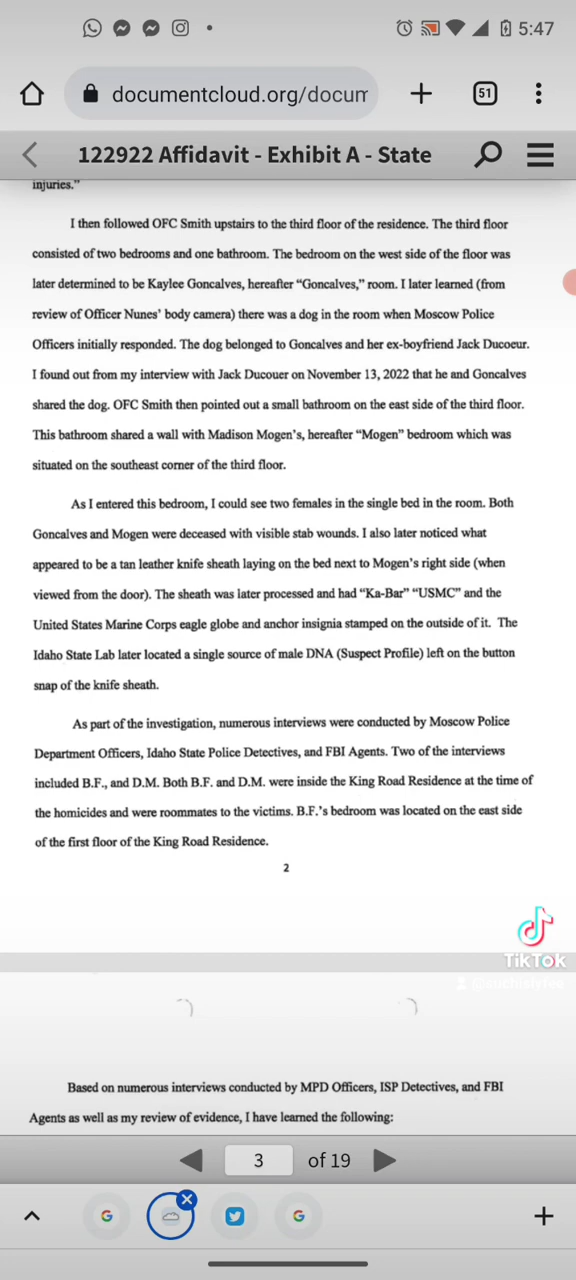 5:47
documentcloud.org/docum
51
122922 Affidavit - Exhibit A - State
injuries."
I then followed OFC Smith upstairs to the third floor of the residence. The third floor
consisted of two bedrooms and one bathroom. The bedroom on the west side of the floor was
later determined to be Kaylee Goncalves, hereafter "Goncalves," room. I later learned (from
review of Officer Nunes' body camera) there was a dog in the room when Moscow Police
Officers initially responded. The dog belonged to Goncalves and her ex-boyfriend Jack Ducoeur.
I found out from my interview with Jack Ducouer on November 13, 2022 that he and Goncalves
shared the dog. OFC Smith then pointed out a small bathroom on the east side of the third floor.
This bathroom shared a wall with Madison Mogen's, hereafter "Mogen" bedroom which was
situated on the southeast corner of the third floor.
As I entered this bedroom, I could see two females in the single bed in the room. Both
Goncalves and Mogen were deceased with visible stab wounds. I also later noticed what
appeared to be a tan leather knife sheath laying on the bed next to Mogen's right side (when
viewed from the door). The sheath was later processed and had "Ka-Bar" "USMC" and the
United States Marine Corps eagle globe and anchor insignia stamped on the outside of it. The
Idaho State Lab later located a single source of male DNA (Suspect Profile) left on the button
snap of the knife sheath.
As part of the investigation, numerous interviews were conducted by Moscow Police
Department Officers, Idaho State Police Detectives, and FBI Agents. Two of the interviews
included B.F., and D.M. Both B.F. and D.M. were inside the King Road Residence at the time of
the homicides and were roommates to the victims. B.F.'s bedroom was located on the east side
of the first floor of the King Road Residence.
2
TikTok
Based on numerous interviews conducted by MPD Officers, ISP Detectives, and FBI
Agents as well as my review of evidence, I have learned the following:
3 of 19